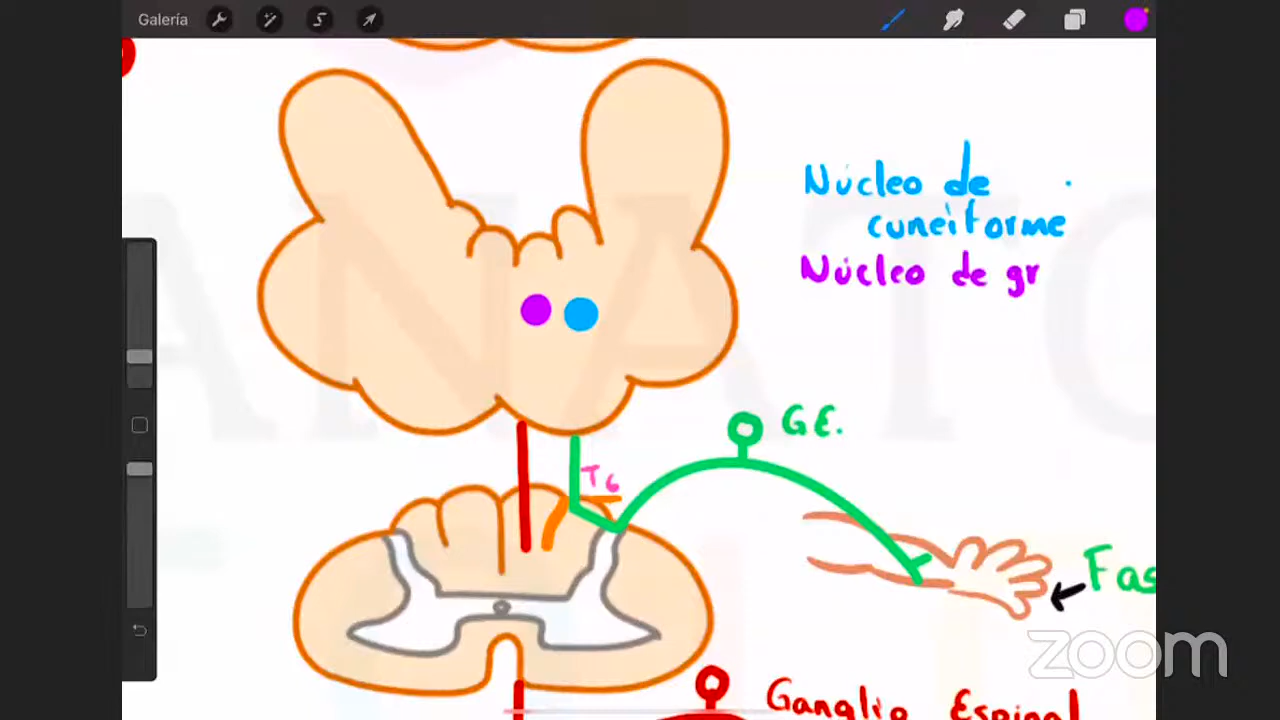 Galería
Núcleo de
cuneiforme
Núcleo de gr
G.E.
T6
Fas
zoom
Ganglio Espinal